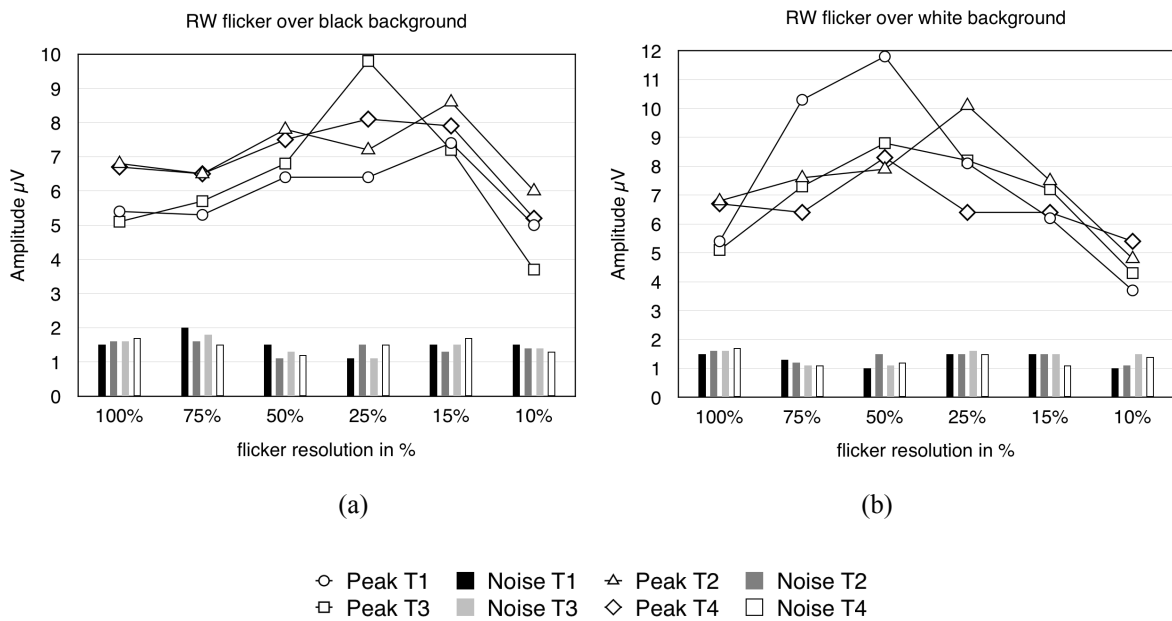 RW flicker over black background
Amplitude µV
10
9
8
7
6
5
4
3
2
1
0
100% 75% 50% 25% 15% 10%
flicker resolution in %
(a)
RW flicker over white background
Amplitude µV
12
11
10
9
8
7
6
5
4
3
2
1
0
100% 75% 50% 25% 15% 10%
flicker resolution in %
(b)
Peak T1 Noise T1 Peak T2 Noise T2
Peak T3 Noise T3 Peak T4 Noise T4